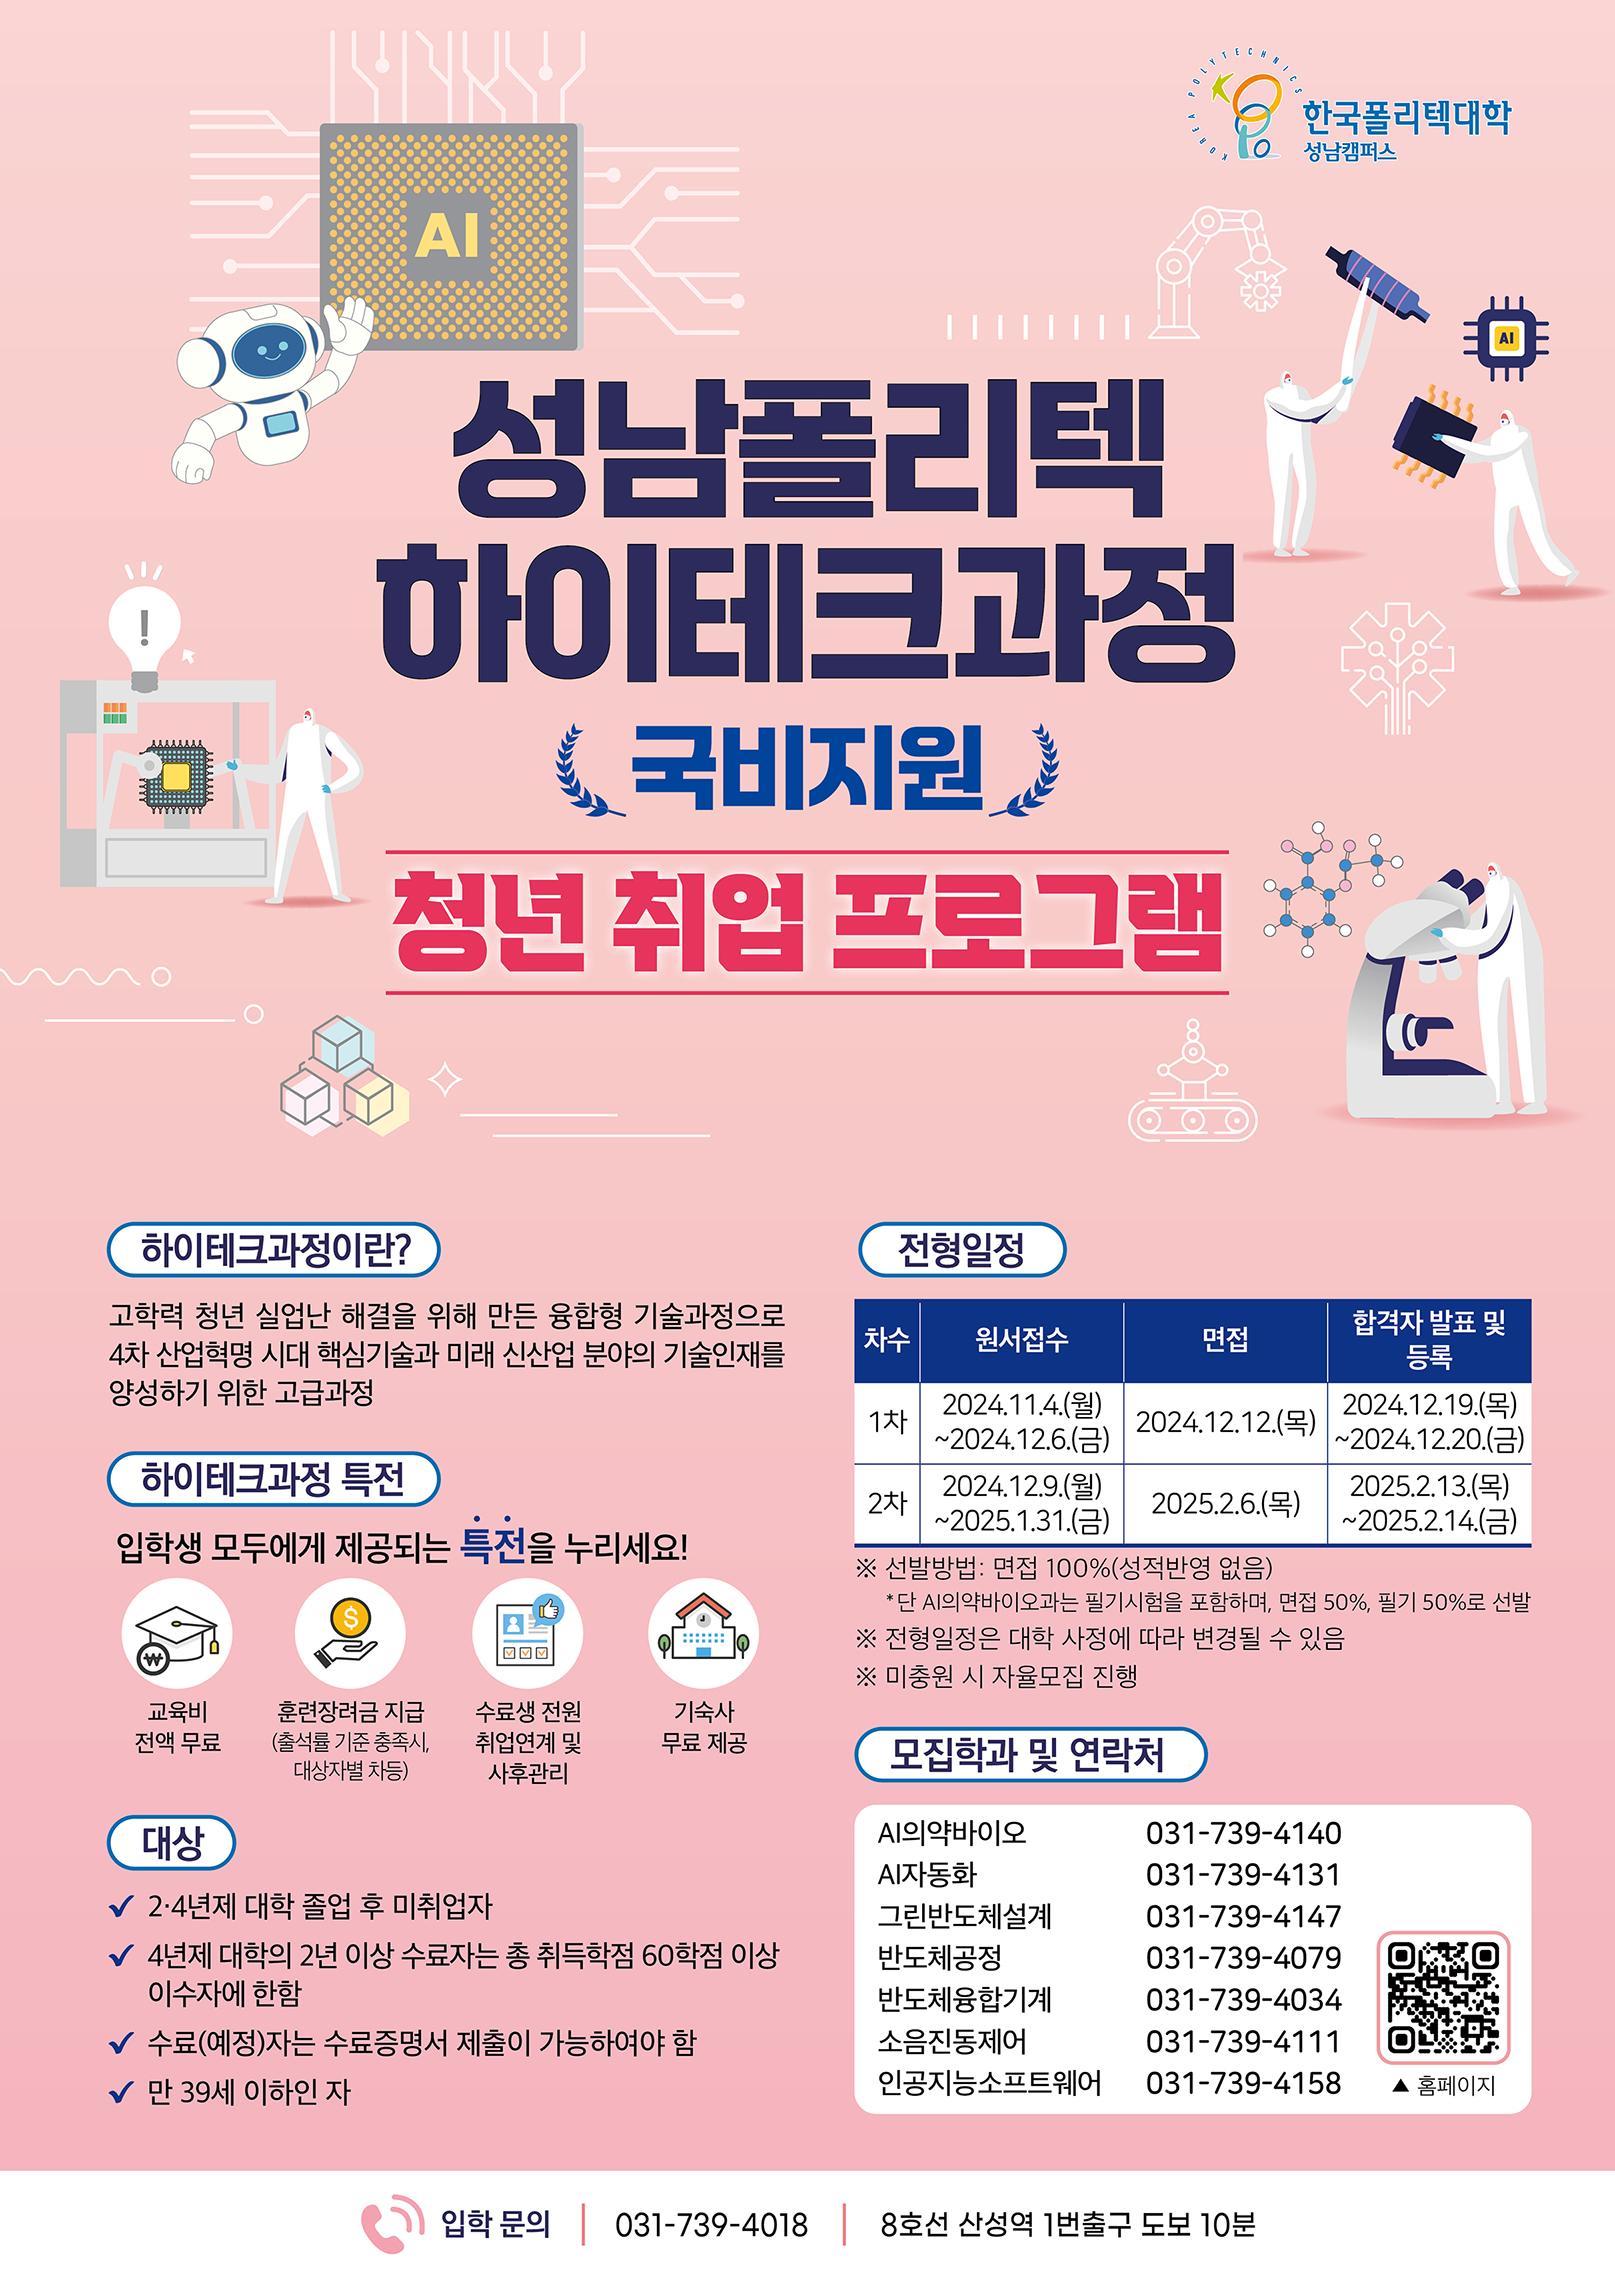 KOREA POLYTECHNICS
한국폴리텍대학
성남캠퍼스
AI
AI
성남폴리텍
하이테크과정
국비지원
청년 취업 프로그램
!
하이테크과정이란?
고학력 청년 실업난 해결을 위해 만든 융합형 기술과정으로
4차 산업혁명 시대 핵심기술과 미래 신산업 분야의 기술인재를
양성하기 위한 고급과정
하이테크과정 특전
입학생 모두에게 제공되는 특전을 누리세요!
₩
$
교육비
전액 무료
훈련장려금 지급
(출석률 기준 충족시,
대상자별 차등)
수료생 전원
취업연계 및
사후관리
기숙사
무료 제공
대상
✓ 2·4년제 대학 졸업 후 미취업자
✓ 4년제 대학의 2년 이상 수료자는 총 취득학점 60학점 이상
이수자에 한함
✓ 수료(예정)자는 수료증명서 제출이 가능하여야 함
✓ 만 39세 이하인 자
전형일정
차수 원서접수 면접 합격자 발표 및
등록
1차 2024.11.4.(월) 2024.12.12.(목) 2024.12.19.(목)
~2024.12.6.(금) ~2024.12.20.(금)
2차 2024.12.9.(월) 2025.2.6.(목) 2025.2.13.(목)
~2025.1.31.(금) ~2025.2.14.(금)
※ 선발방법: 면접 100%(성적반영 없음)
*단 AI의약바이오과는 필기시험을 포함하며, 면접 50%, 필기 50%로 선발
※ 전형일정은 대학 사정에 따라 변경될 수 있음
※ 미충원 시 자율모집 진행
모집학과 및 연락처
AI의약바이오 031-739-4140
AI자동화 031-739-4131
그린반도체설계 031-739-4147
반도체공정 031-739-4079
반도체융합기계 031-739-4034
소음진동제어 031-739-4111
인공지능소프트웨어 031-739-4158
▲ 홈페이지
입학 문의 | 031-739-4018 | 8호선 산성역 1번출구 도보 10분